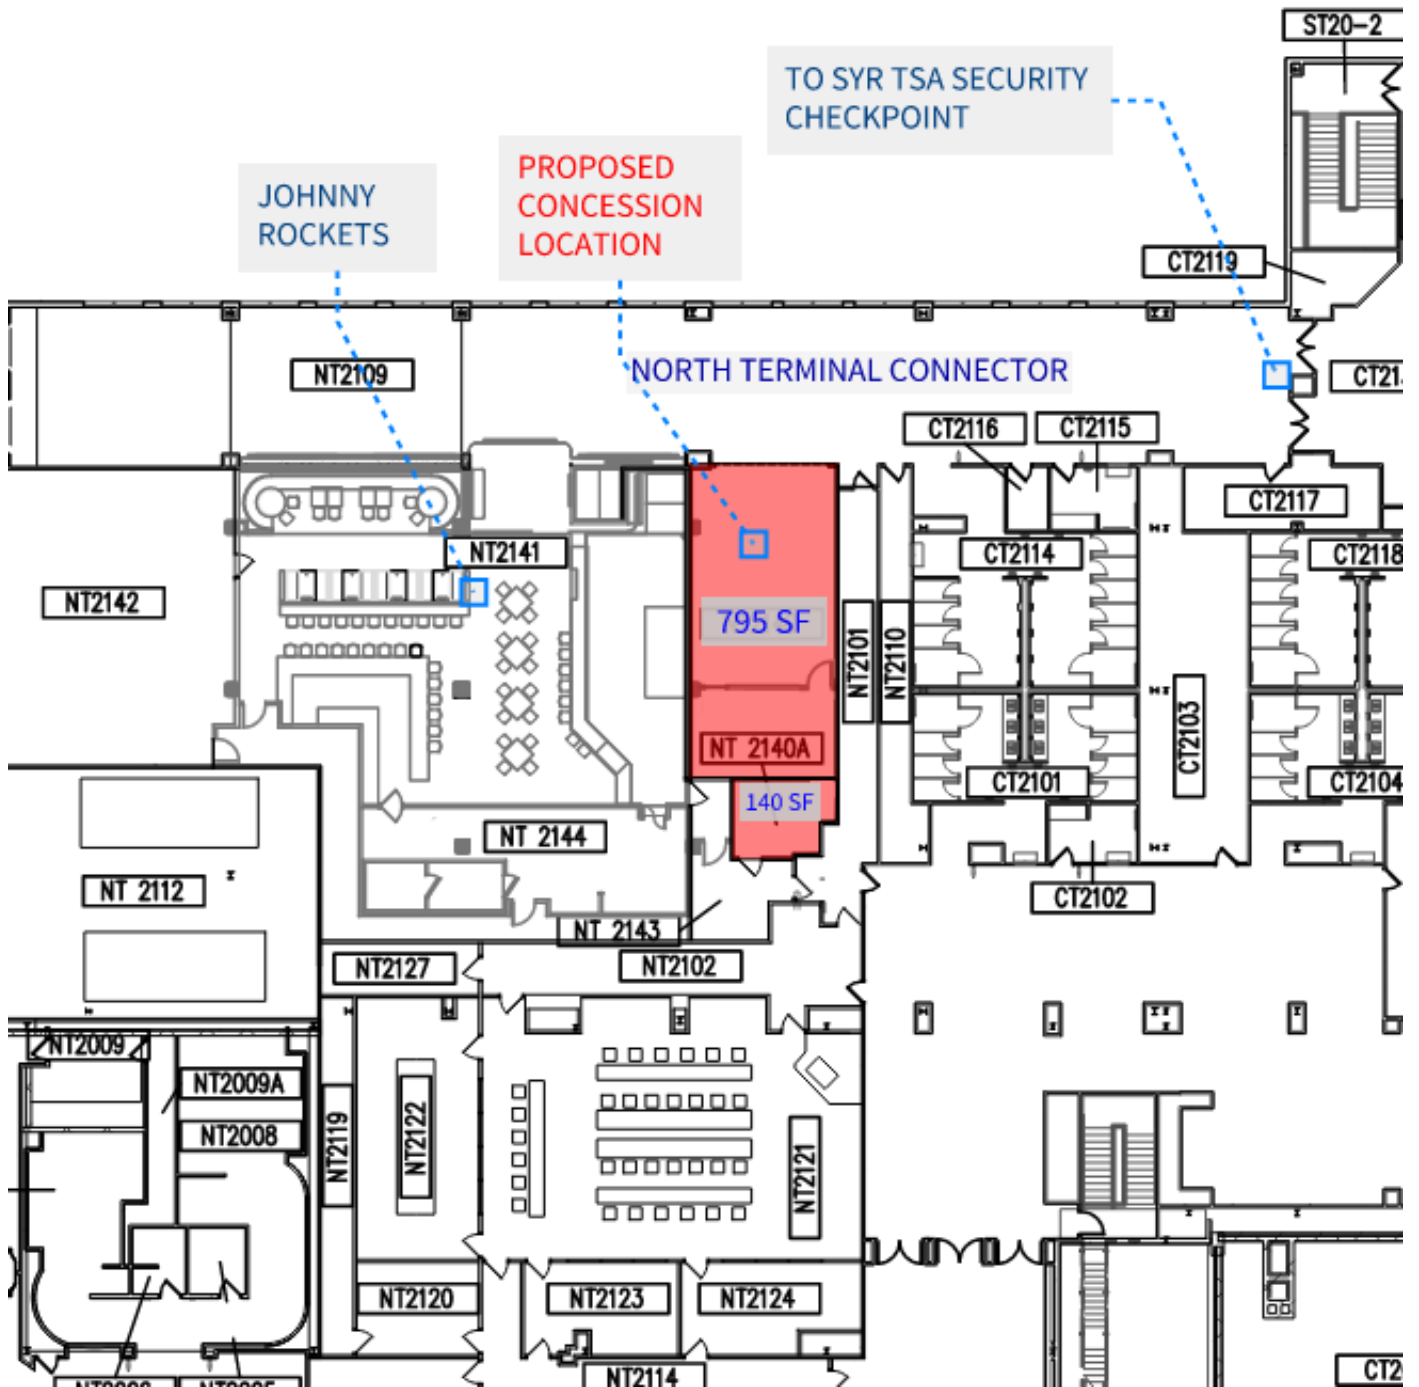 ST20-2
TO SYR TSA SECURITY
CHECKPOINT
PROPOSED
CONCESSION
LOCATION
JOHNNY
ROCKETS
CT2119
NT2109
NORTH TERMINAL CONNECTOR
CT2116
CT2115
CT2117
NT2141
CT2114
CT2118
NT2142
795 SF
NT2101
NT2110
CT2103
NT 2140A
CT2101
CT2104
140 SF
NT 2144
NT 2112
CT2102
NT 2143
NT2127
NT2102
NT2009
NT2009A
NT2008
NT2119
NT2122
NT2121
NT2120
NT2123
NT2124
NT2114